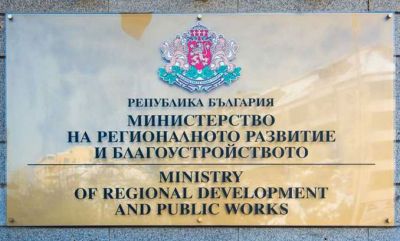 РЕПУБЛИКА БЪЛГАРИЯ
МИНИСТЕРСТВО
НА РЕГИОНАЛНОТО РАЗВИТИЕ
И БЛАГОУСТРОЙСТВОТО
MINISTRY
OF REGIONAL DEVELOPMENT
AND PUBLIC WORKS